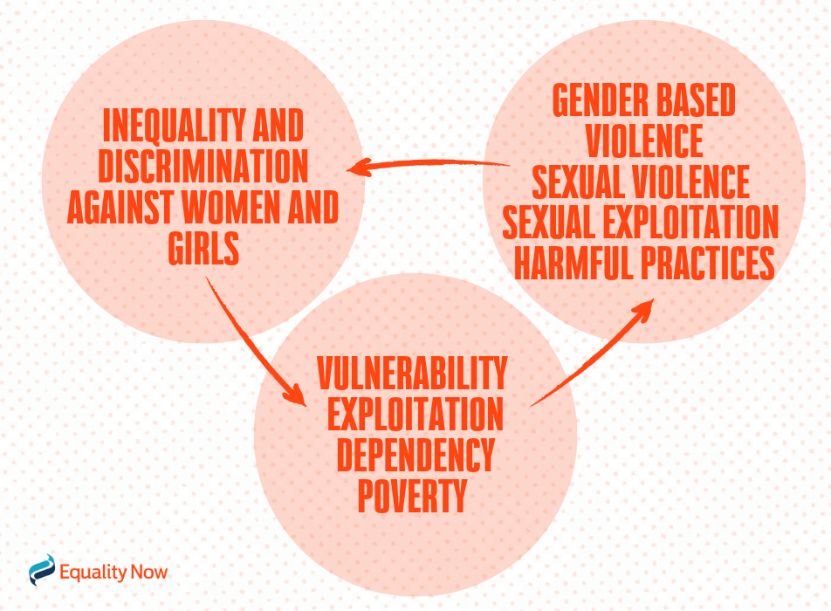 INEQUALITY AND
DISCRIMINATION
AGAINST WOMEN AND
GIRLS
GENDER BASED
VIOLENCE
SEXUAL VIOLENCE
SEXUAL EXPLOITATION
HARMFUL PRACTICES
VULNERABILITY
EXPLOITATION
DEPENDENCY
POVERTY
Equality Now